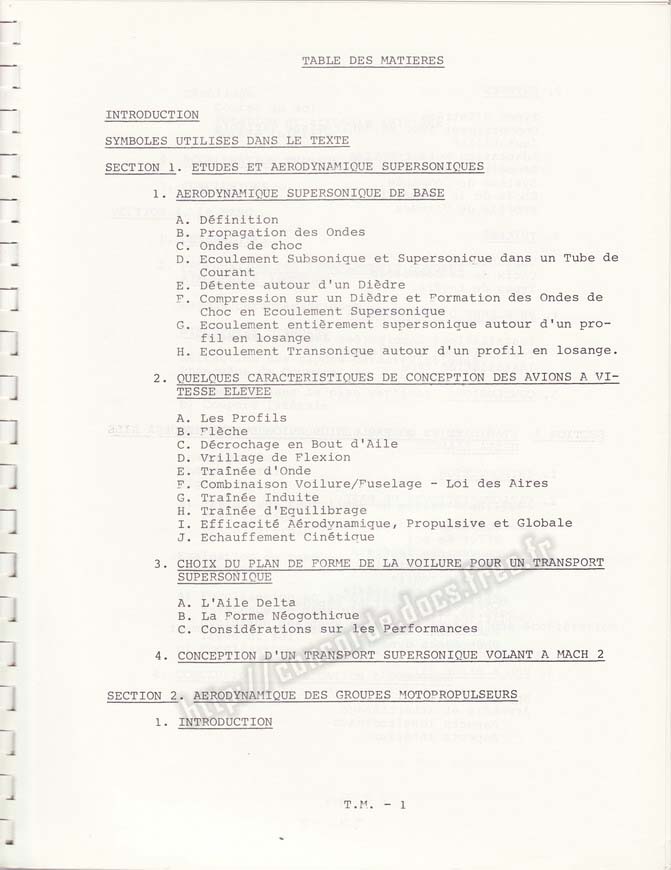 TABLE DES MATIERES
INTRODUCTION
SYMBOLES UTILISES DANS LE TEXTE
SECTION 1. ETUDES ET AERODYNAMIQUE SUPERSONIQUES
1. AERODYNAMIQUE SUPERSONIQUE DE BASE
A. Définition
B. Propagation des Ondes
C. Ondes de choc
D. Ecoulement Subsonique et Supersonique dans un Tube de
Courant
E. Détente autour d'un Dièdre
F. Compression sur un Dièdre et Formation des Ondes de
Choc en Ecoulement Supersonique
G. Ecoulement entièrement supersonique autour d'un pro-
fil en losange
H. Ecoulement Transonique autour d'un profil en losange.
2. QUELQUES CARACTERISTIQUES DE CONCEPTION DES AVIONS A VI-
TESSE ELEVEE
A. Les Profils
B. Flèche
C. Décrochage en Bout d'Aile
D. Vrillage de Flexion
E. Traînée d'Onde
F. Combinaison Voilure/Fuselage - Loi des Aires
G. Traînée Induite
H. Traînée d'Equilibrage
I. Efficacité Aérodynamique, Propulsive et Globale
J. Echauffement Cinétique
3. CHOIX DU PLAN DE FORME DE LA VOILURE POUR UN TRANSPORT
SUPERSONIQUE
A. L'Aile Delta
B. La Forme Néogothique
C. Considérations sur les Performances
4. CONCEPTION D'UN TRANSPORT SUPERSONIQUE VOLANT A MACH 2
SECTION 2. AERODYNAMIQUE DES GROUPES MOTOPROPULSEURS
1. INTRODUCTION
T.M. - 1
http://concorde.docs.free.fr